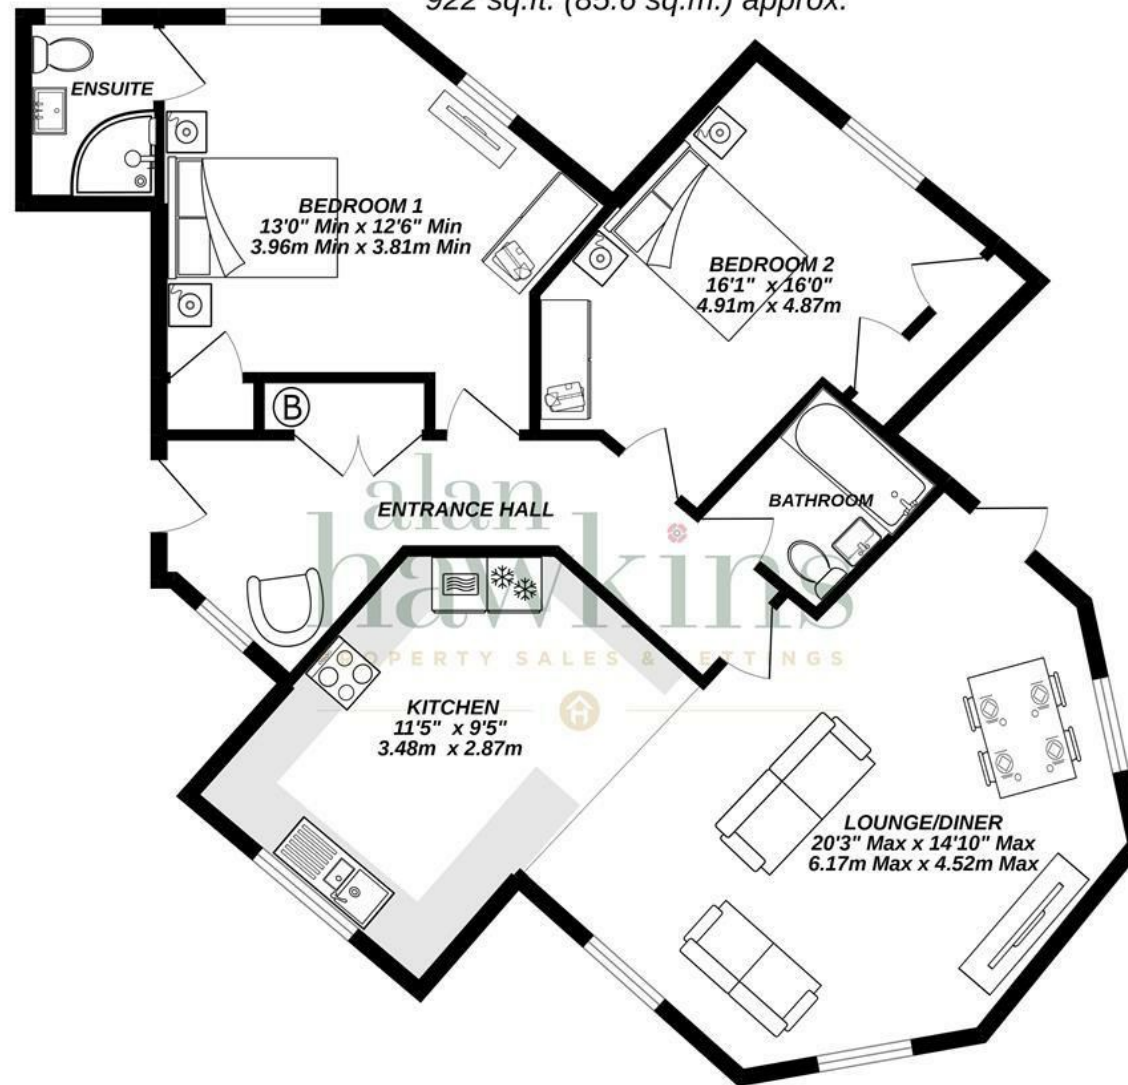 922 sq.ft. (85.6 sq.m.) approx.
ENSUITE
BEDROOM 1
13'0" Min x 12'6" Min
3.96m Min x 3.81m Min
BEDROOM 2
16'1" x 16'0"
4.91m x 4.87m
B
ENTRANCE HALL
BATHROOM
alan
hawkins
PROPERTY SALES & LETTINGS
KITCHEN
11'5" x 9'5"
3.48m x 2.87m
LOUNGE/DINER
20'3" Max x 14'10" Max
6.17m Max x 4.52m Max